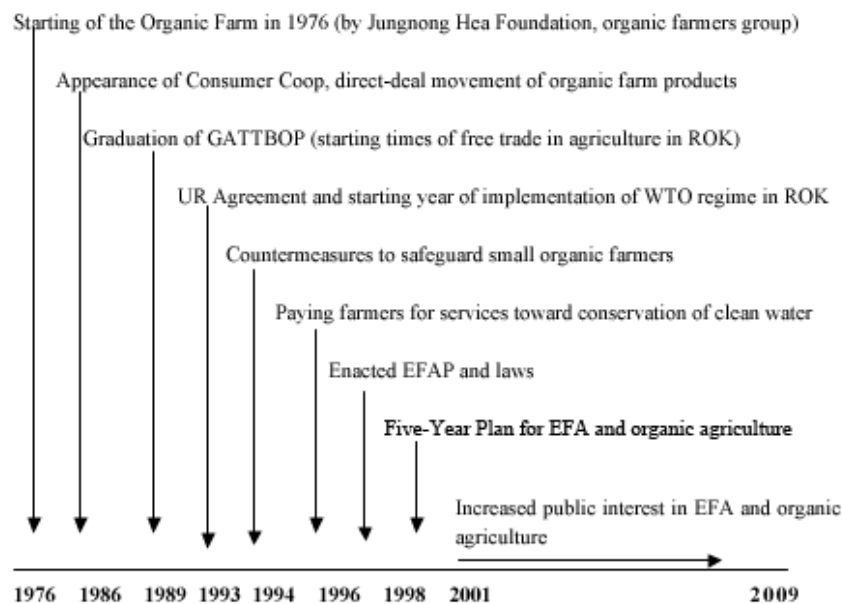 Starting of the Organic Farm in 1976 (by Jungnong Hea Foundation, organic farmers group)
Appearance of Consumer Coop, direct-deal movement of organic farm products
Graduation of GATTBOP (starting times of free trade in agriculture in ROK)
UR Agreement and starting year of implementation of WTO regime in ROK
Countermeasures to safeguard small organic farmers
Paying farmers for services toward conservation of clean water
Enacted EFAP and laws
Five-Year Plan for EFA and organic agriculture
Increased public interest in EFA and organic
agriculture
1976 1986 1989 1993 1994 1996 1998 2001 2009